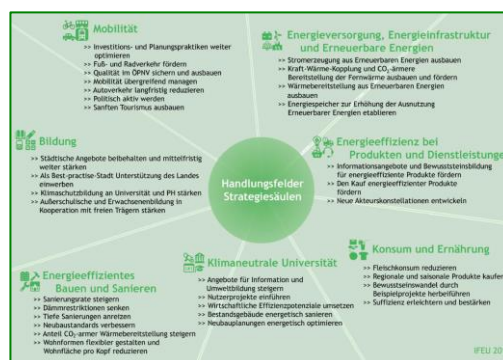 Mobilität
>> Investitions- und Planungspraktiken weiter
optimieren
>> Fuß- und Radverkehr fördern
>> Qualität im ÖPNV sichern und ausbauen
>> Mobilität übergreifend managen
>> Autoverkehr langfristig reduzieren
>> Politisch aktiv werden
>> Sanften Tourismus ausbauen
Energieversorgung, Energieinfrastruktur
und Erneuerbare Energien
>> Stromerzeugung aus Erneuerbaren Energien ausbauen
>> Kraft-Wärme-Kopplung und CO₂-ärmere
Bereitstellung der Fernwärme ausbauen und fördern
>> Wärmebereitstellung aus Erneuerbaren Energien
ausbauen
>> Energiespeicher zur Erhöhung der Ausnutzung
Erneuerbarer Energien etablieren
Bildung
>> Städtische Angebote beibehalten und mittelfristig
weiter stärken
>> Als Best-practise-Stadt Unterstützung des Landes
einwerben
>> Klimaschutzbildung an Universität und PH stärken
>> Außerschulische und Erwachsenenbildung in
Kooperation mit freien Trägern stärken
Handlungsfelder
Strategiesäulen
Energieeffizienz bei
Produkten und Dienstleistunge
>> Informationsangebote und Bewusstseinsbildung
für energieeffiziente Produkte fördern
>> Den Kauf energieeffizienter Produkte
fördern
>> Neue Akteurskonstellationen entwickeln
Energieeffizientes
Bauen und Sanieren
>> Sanierungsrate steigern
>> Dämmrestriktionen senken
>> Tiefe Sanierungen anreizen
>> Neubaustandards verbessern
>> Anteil CO₂-armer Wärmebereitstellung steigern
>> Wohnformen flexibler gestalten und
Wohnfläche pro Kopf reduzieren
Klimaneutrale Universität
>> Angebote für Information und
Umweltbildung steigern
>> Nutzerprojekte einführen
>> Wirtschaftliche Effizienzpotenziale umsetzen
>> Bestandsgebäude energetisch sanieren
>> Neubauplanungen energetisch optimieren
Konsum und Ernährung
>> Fleischkonsum reduzieren
>> Regionale und saisonale Produkte kaufen
>> Bewusstseinswandel durch
Beispielprojekte herbeiführen
>> Suffizienz erleichtern und bestärken
IFEU 20